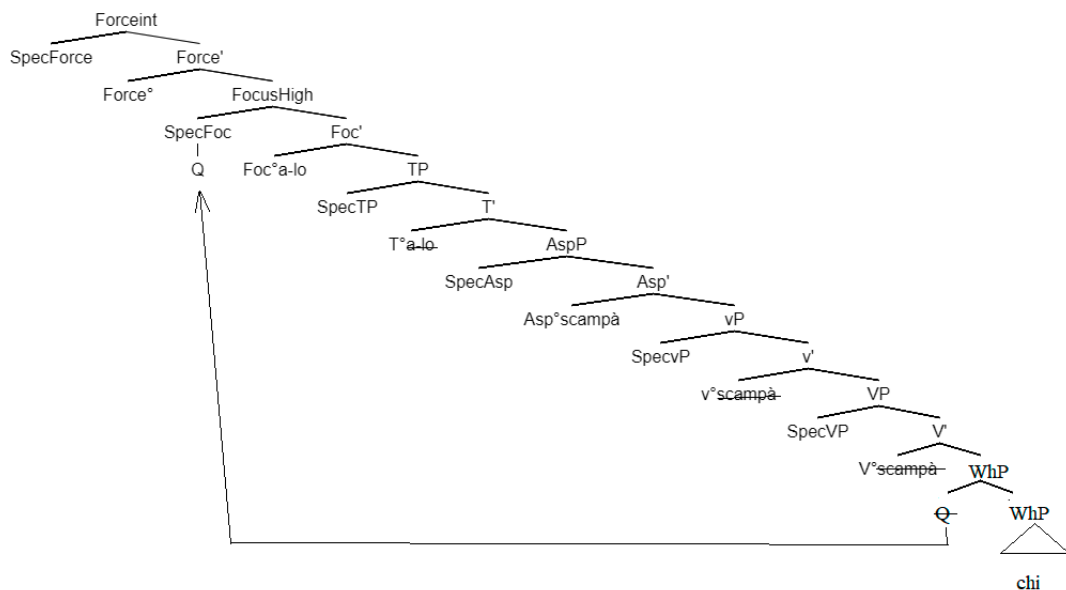 Forceint
SpecForce Force'
Force° FocusHigh
SpecFoc Foc'
Q Foc°a-lo TP
SpecTP T'
T°a-lo AspP
SpecAsp Asp'
Asp°scampà vP
SpecvP v'
v°scampà VP
SpecVP V'
V°scampà WhP
Q WhP
chi